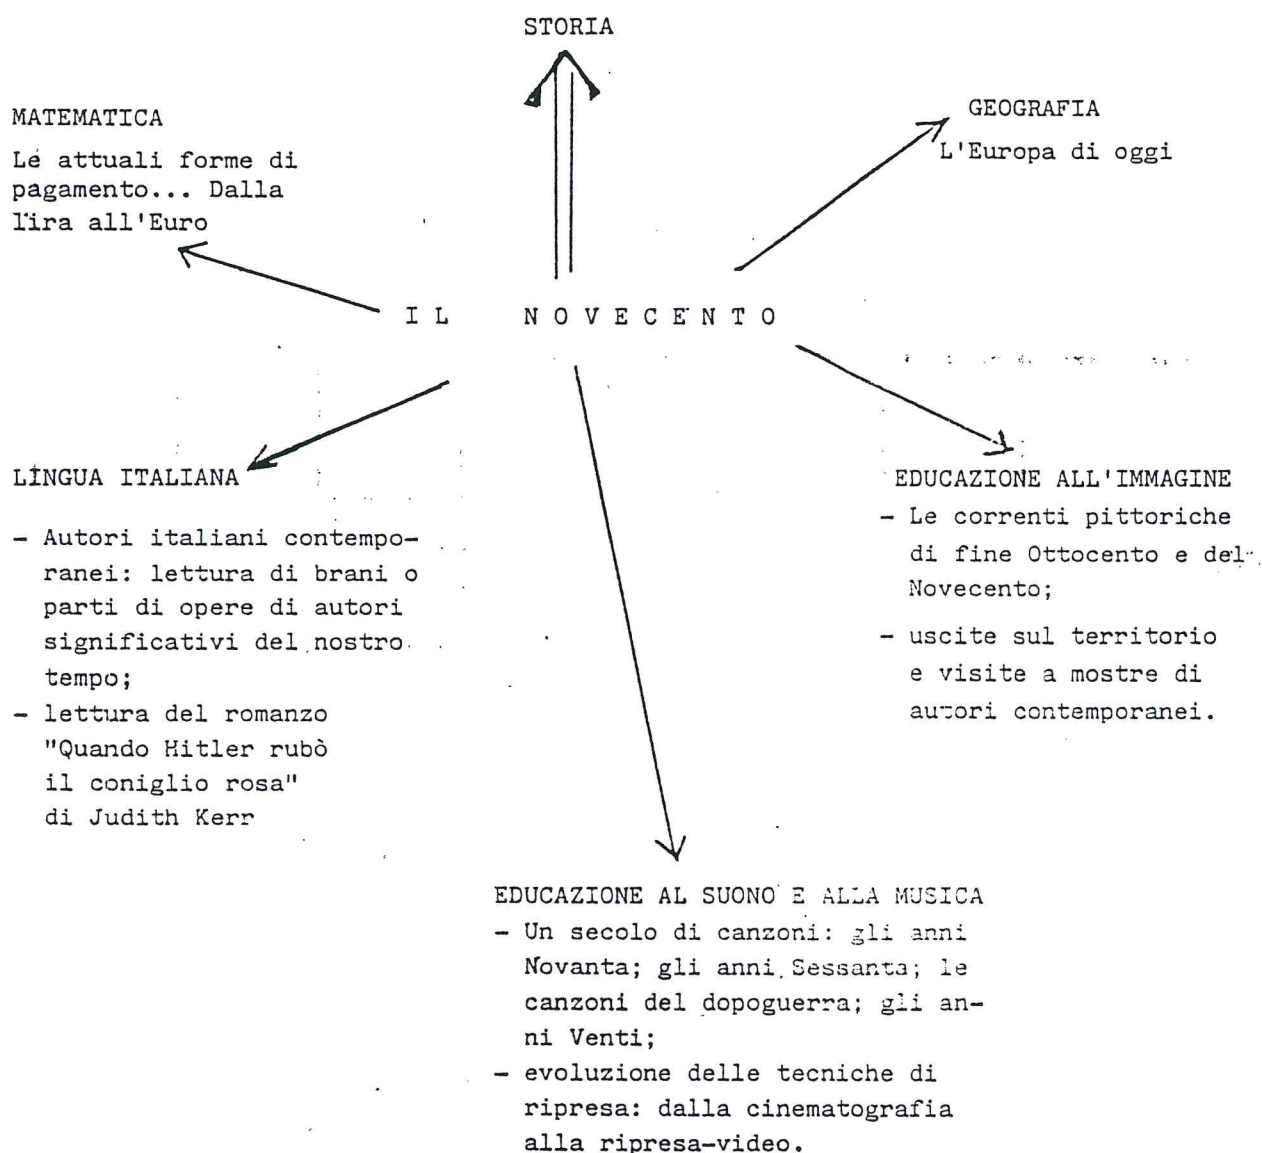 STORIA
MATEMATICA
Le attuali forme di
pagamento... Dalla
lira all'Euro
GEOGRAFIA
L'Europa di oggi
IL NOVECENTO
LINGUA ITALIANA
– Autori italiani contempo–
ranei: lettura di brani o
parti di opere di autori
significativi del nostro
tempo;
– lettura del romanzo
"Quando Hitler rubò
il coniglio rosa"
di Judith Kerr
EDUCAZIONE ALL'IMMAGINE
– Le correnti pittoriche
di fine Ottocento e del
Novecento;
– uscite sul territorio
e visite a mostre di
autori contemporanei.
EDUCAZIONE AL SUONO E ALLA MUSICA
– Un secolo di canzoni: gli anni
Novanta; gli anni Sessanta; le
canzoni del dopoguerra; gli an–
ni Venti;
– evoluzione delle tecniche di
ripresa: dalla cinematografia
alla ripresa–video.